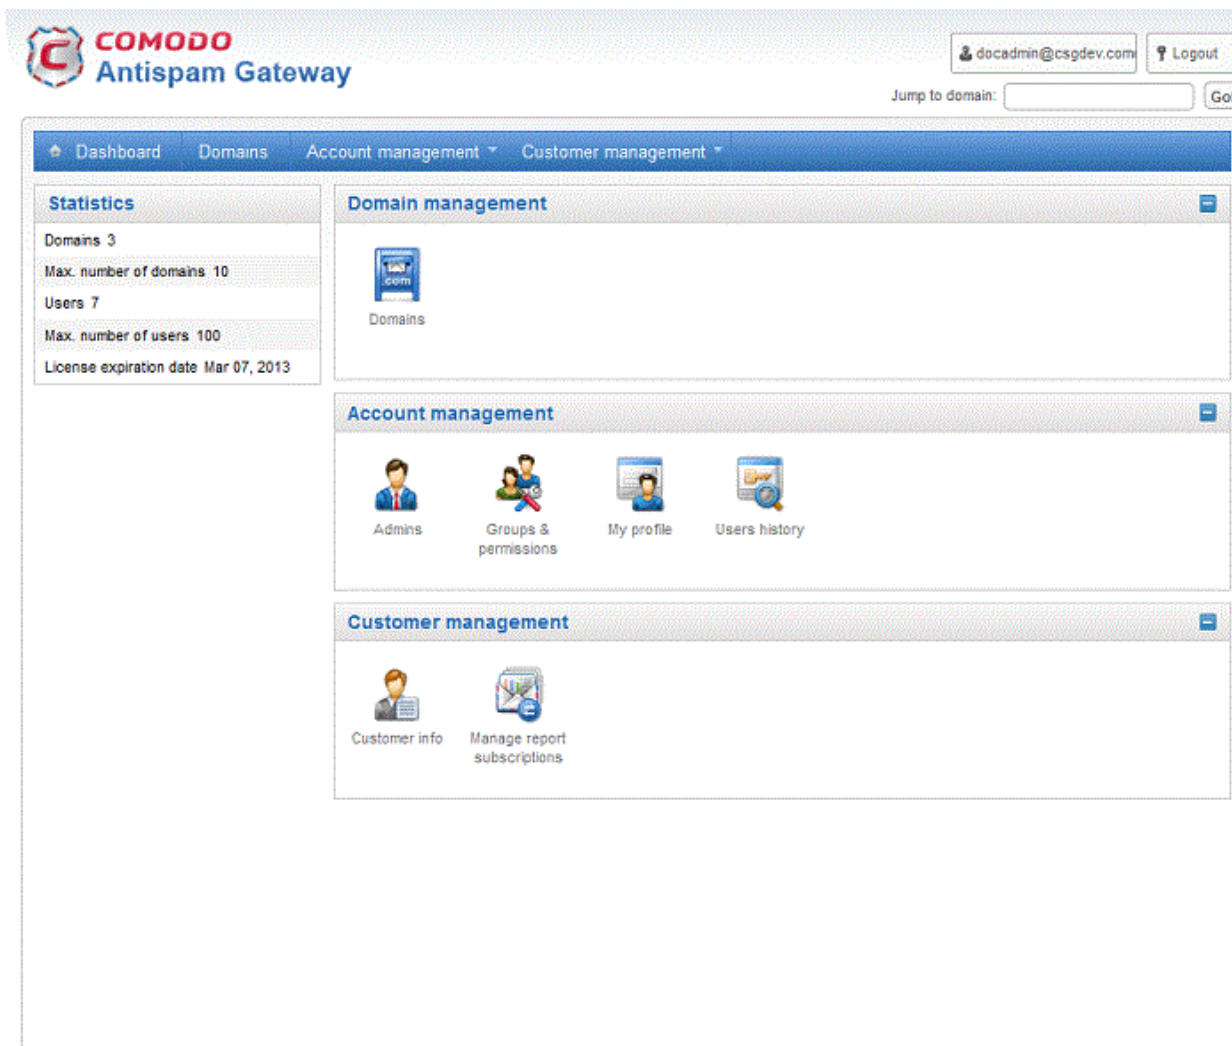 COMODO
Antispam Gateway
docadmin@csgdev.com
Logout
Jump to domain:
Go
Dashboard Domains Account management Customer management
Statistics
Domains 3
Max. number of domains 10
Users 7
Max. number of users 100
License expiration date Mar 07, 2013
Domain management
.com
Domains
Account management
Admins
Groups &
permissions
My profile
Users history
Customer management
Customer info
Manage report
subscriptions